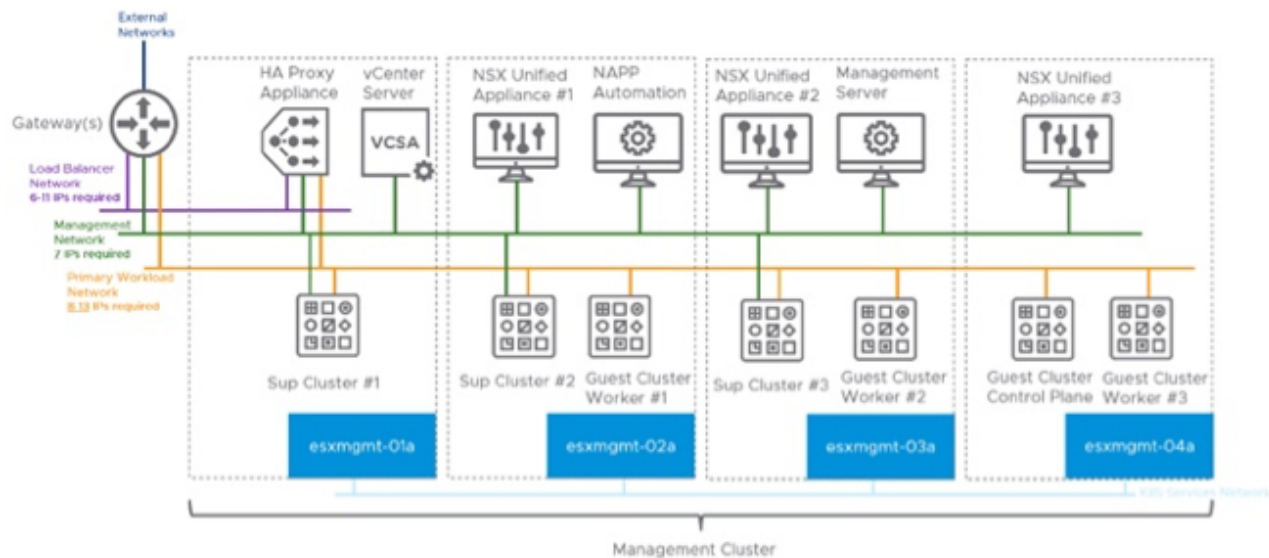 External
Networks
HA Proxy
Appliance
vCenter
Server
NSX Unified
Appliance #1
NAPP
Automation
NSX Unified
Appliance #2
Management
Server
NSX Unified
Appliance #3
Gateway(s)
VCSA
Load Balancer
Network
6-11 IPs required
Management
Network
7 IPs required
Primary Workload
Network
8-13 IPs required
Sup Cluster #1
Sup Cluster #2
Guest Cluster
Worker #1
Sup Cluster #3
Guest Cluster
Worker #2
Guest Cluster
Control Plane
Guest Cluster
Worker #3
esxmgmt-01a
esxmgmt-02a
esxmgmt-03a
esxmgmt-04a
K8S Services Network
Management Cluster